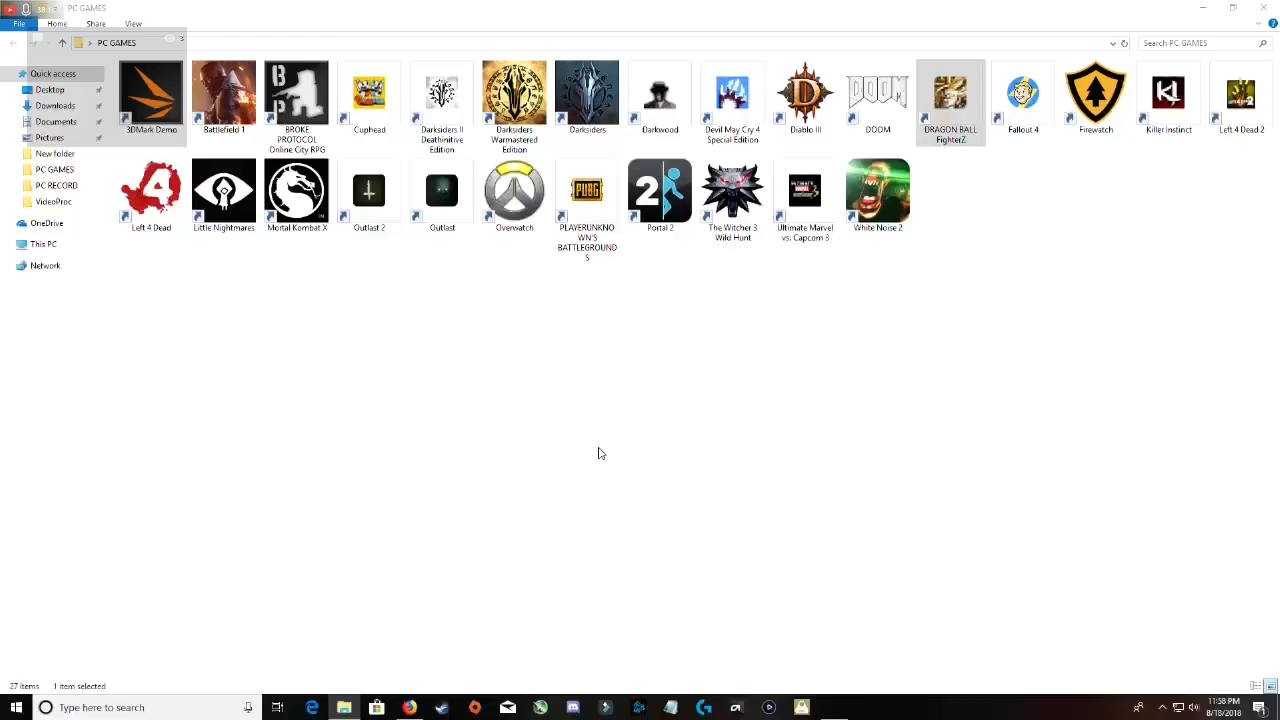 PC GAMES
File Home Share View
PC GAMES
Search PC GAMES
Quick access
Desktop
Downloads
Documents
Pictures
New folder
PC GAMES
PC RECORD
VideoProc
OneDrive
This PC
Network
3DMark Demo
Battlefield 1
BROKE
PROTOCOL
Online City RPG
Cuphead
Darksiders II
Deathinitive
Edition
Darksiders
Warmastered
Edition
Darksiders
Darkwood
Devil May Cry 4
Special Edition
Diablo III
DOOM
DOOM
DRAGON BALL
FighterZ
Fallout 4
Firewatch
Killer Instinct
Left 4 Dead
Little Nightmares
Mortal Kombat X
Outlast 2
Outlast
Overwatch
PUBG
PLAYERUNKNO
WN'S
BATTLEGROUND
S
2
Portal 2
The Witcher 3
Wild Hunt
Ultimate Marvel
vs. Capcom 3
White Noise 2
27 items 1 item selected
Type here to search
11:58 PM
8/18/2018